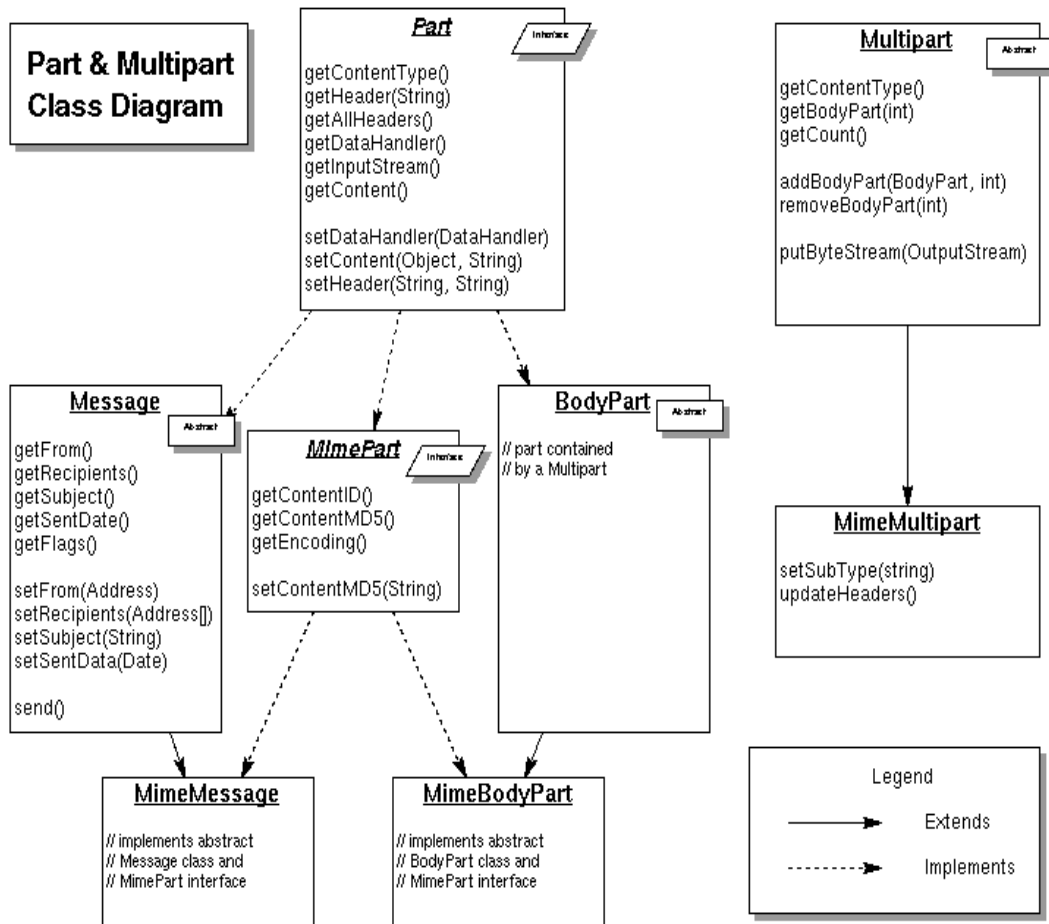 Part & Multipart
Class Diagram
Part
Interface
getContentType()
getHeader(String)
getAllHeaders()
getDataHandler()
getInputStream()
getContent()
setDataHandler(DataHandler)
setContent(Object, String)
setHeader(String, String)
Multipart
Abstract
getContentType()
getBodyPart(int)
getCount()
addBodyPart(BodyPart, int)
removeBodyPart(int)
putByteStream(OutputStream)
Message
Abstract
getFrom()
getRecipients()
getSubject()
getSentDate()
getFlags()
setFrom(Address)
setRecipients(Address[])
setSubject(String)
setSentData(Date)
send()
MimePart
Interface
getContentID()
getContentMD5()
getEncoding()
setContentMD5(String)
BodyPart
Abstract
// part contained
// by a Multipart
MimeMultipart
setSubType(string)
updateHeaders()
MimeMessage
// implements abstract
// Message class and
// MimePart interface
MimeBodyPart
// implements abstract
// BodyPart class and
// MimePart interface
Legend
Extends
Implements